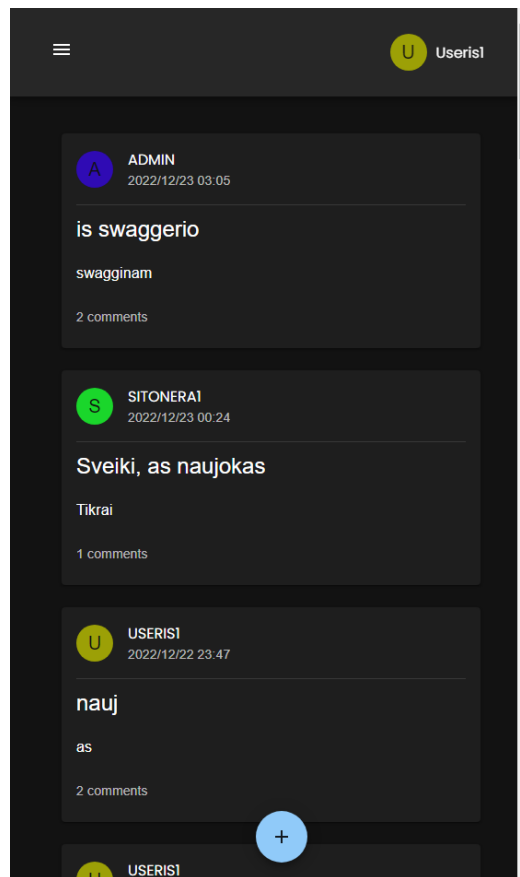 U Useris1
A ADMIN
2022/12/23 03:05
is swaggerio
swagginam
2 comments
S SITONERA1
2022/12/23 00:24
Sveiki, as naujokas
Tikrai
1 comments
U USERIS1
2022/12/22 23:47
nauj
as
2 comments
+
U USERIS1